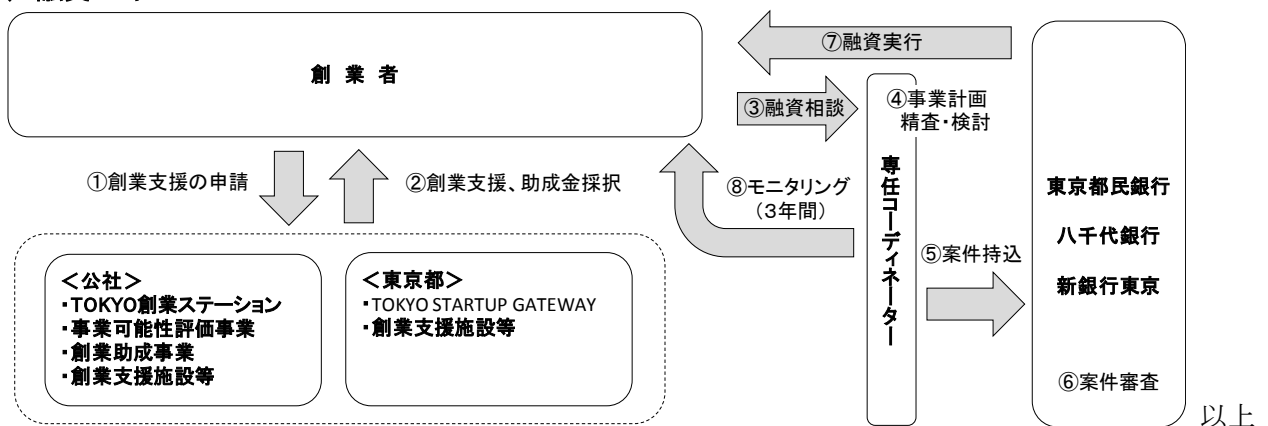 創 業 者
⑦融資実行
③融資相談
④事業計画
精査・検討
①創業支援の申請
②創業支援、助成金採択
⑧モニタリング
（3年間）
専任コーディネーター
⑤案件持込
東京都民銀行
八千代銀行
新銀行東京
⑥案件審査
＜公社＞
・TOKYO創業ステーション
・事業可能性評価事業
・創業助成事業
・創業支援施設等
＜東京都＞
・TOKYO STARTUP GATEWAY
・創業支援施設等
以上